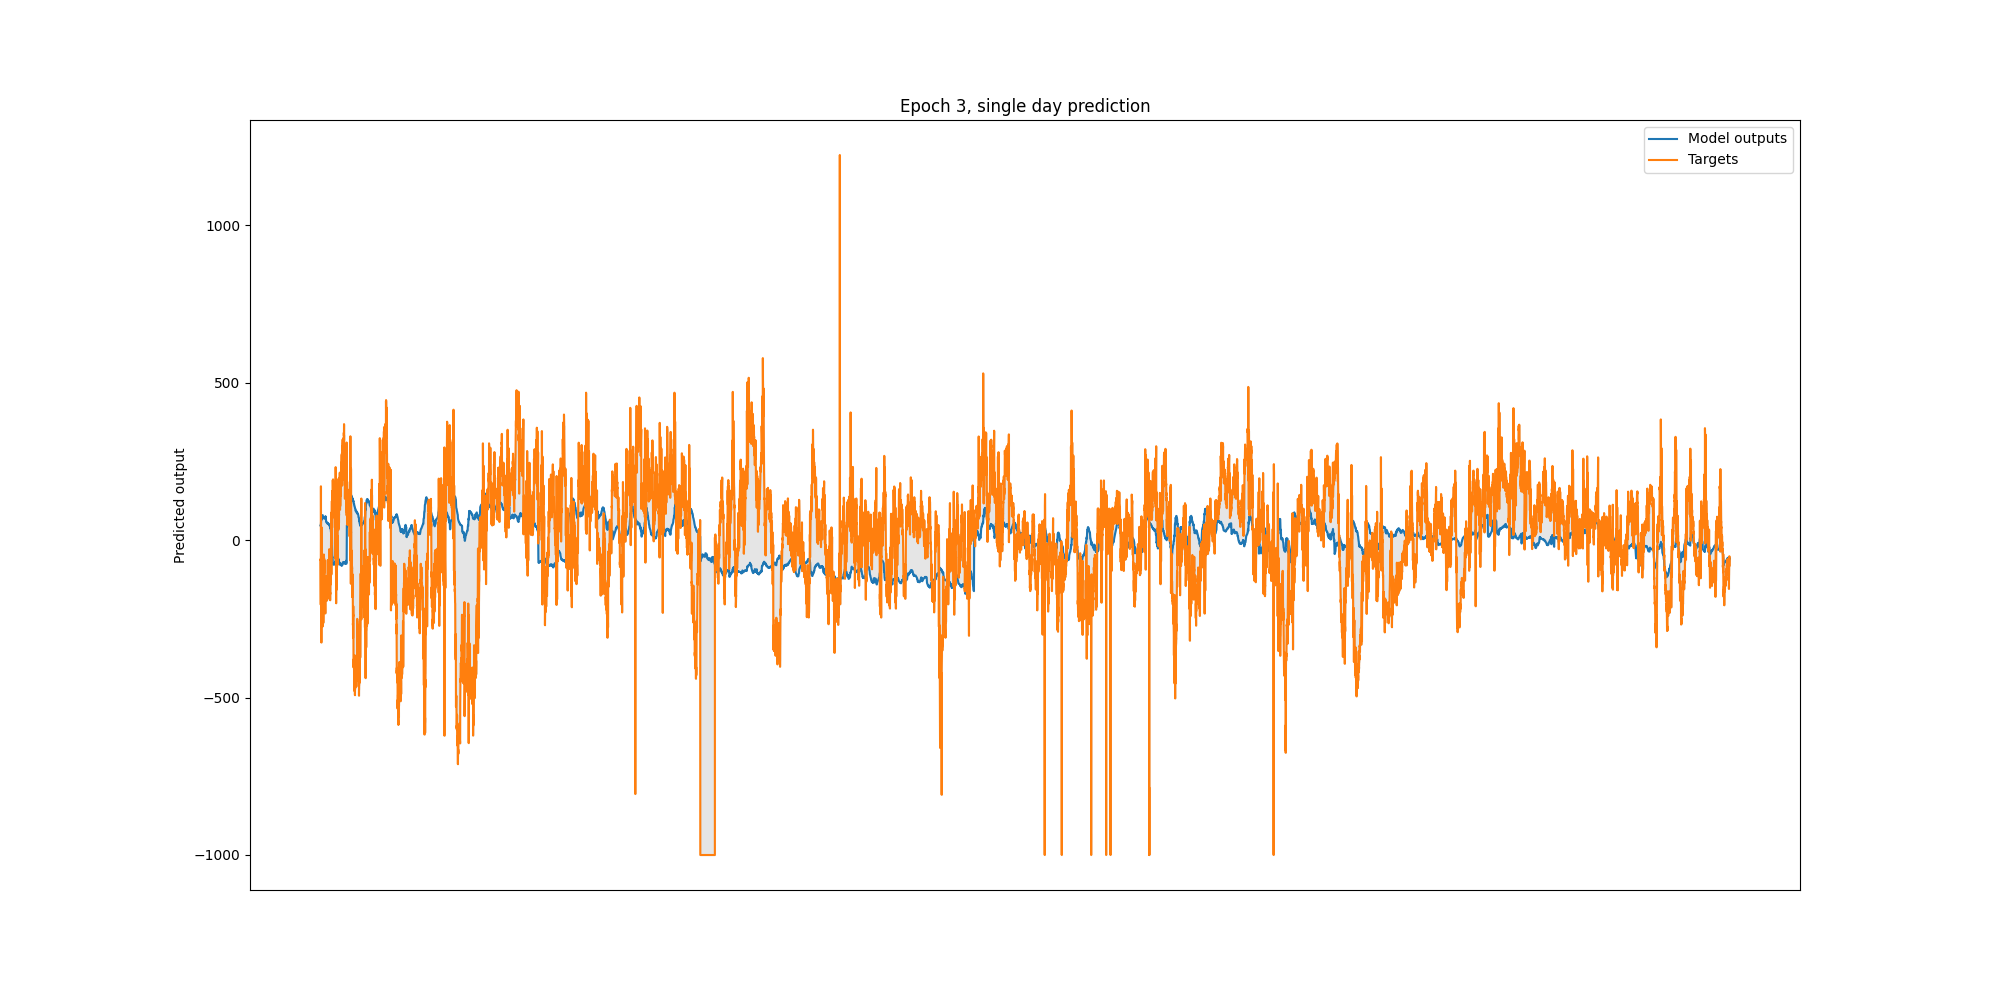 Epoch 3, single day prediction
Model outputs
Targets
1000
500
0
−500
−1000
Predicted output